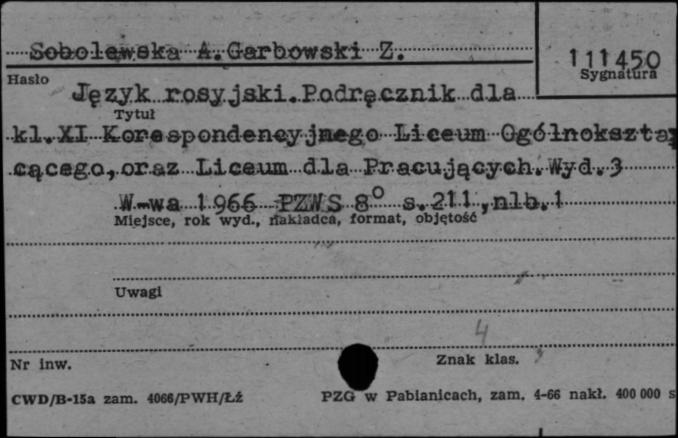 Sobolewska A.Garbowski Z.
111450
Sygnatura
Hasło
Język rosyjski.Podręcznik dla
Tytuł
kl.XI Korespondencyjnego Liceum Ogólnokszta
cącego,oraz Liceum dla Pracujących.Wyd.3
W-wa 1966 PZWS 8° s.211,nlb.1
Miejsce, rok wyd., nakładca, format, objętość
Uwagi
4
Nr inw.
Znak klas.
CWD/B-15a zam. 4066/PWH/Łź
PZG w Pabianicach, zam. 4-66 nakł. 400 000 s